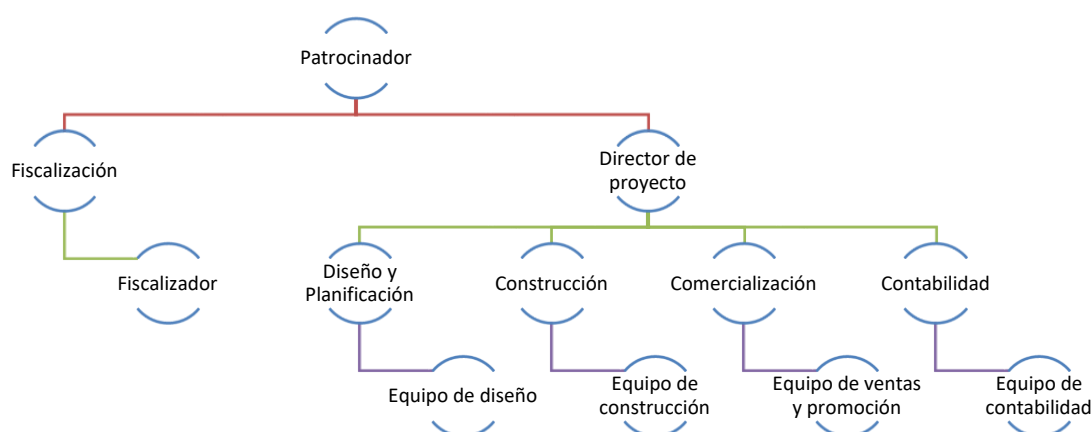 Patrocinador
Fiscalización
Director de
proyecto
Fiscalizador
Diseño y
Planificación
Construcción
Comercialización
Contabilidad
Equipo de diseño
Equipo de
construcción
Equipo de ventas
y promoción
Equipo de
contabilidad